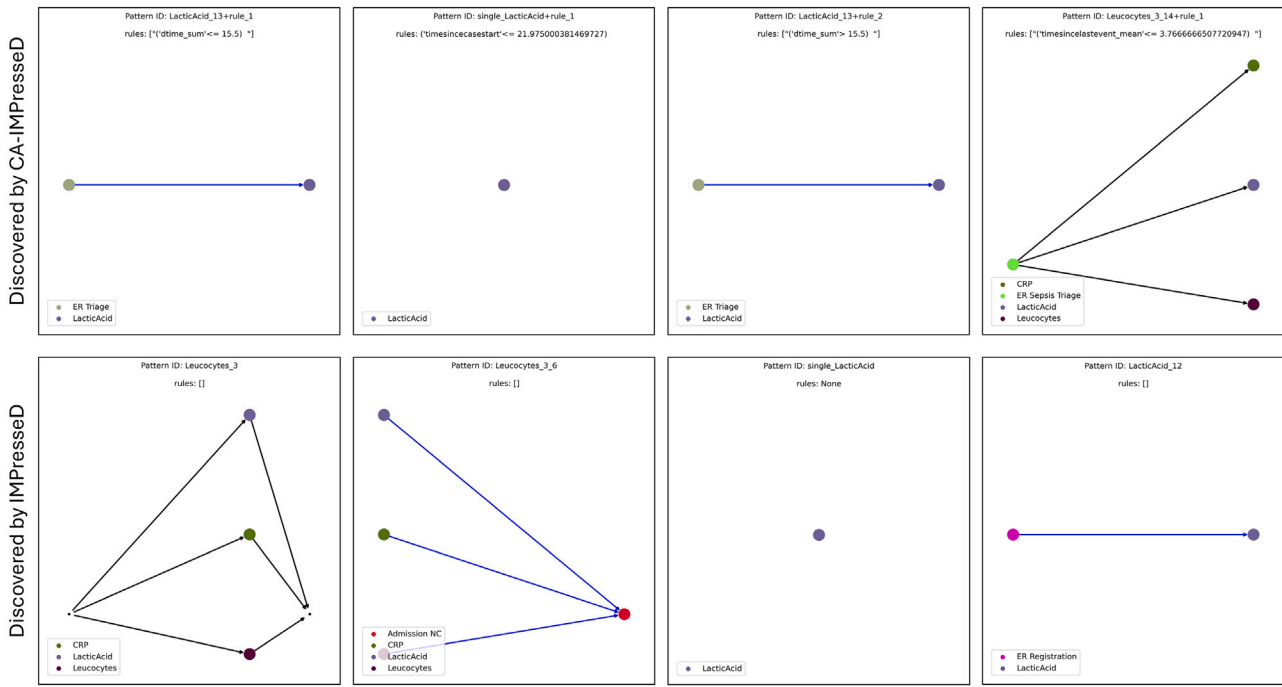 Discovered by CA-IMPresseD
Pattern ID: LacticAcid_13+rule_1
rules: ["('dtime_sum'<= 15.5)  "]
ER Triage
LacticAcid
Pattern ID: single_LacticAcid+rule_1
rules: ('timesincecasestart'<= 21.975000381469727)
LacticAcid
Pattern ID: LacticAcid_13+rule_2
rules: ["('dtime_sum'> 15.5)  "]
ER Triage
LacticAcid
Pattern ID: Leucocytes_3_14+rule_1
rules: ["('timesincelastevent_mean'<= 3.7666666507720947)  "]
CRP
ER Sepsis Triage
LacticAcid
Leucocytes
Discovered by IMPresseD
Pattern ID: Leucocytes_3
rules: []
CRP
LacticAcid
Leucocytes
Pattern ID: Leucocytes_3_6
rules: []
Admission NC
CRP
LacticAcid
Leucocytes
Pattern ID: single_LacticAcid
rules: None
LacticAcid
Pattern ID: LacticAcid_12
rules: []
ER Registration
LacticAcid